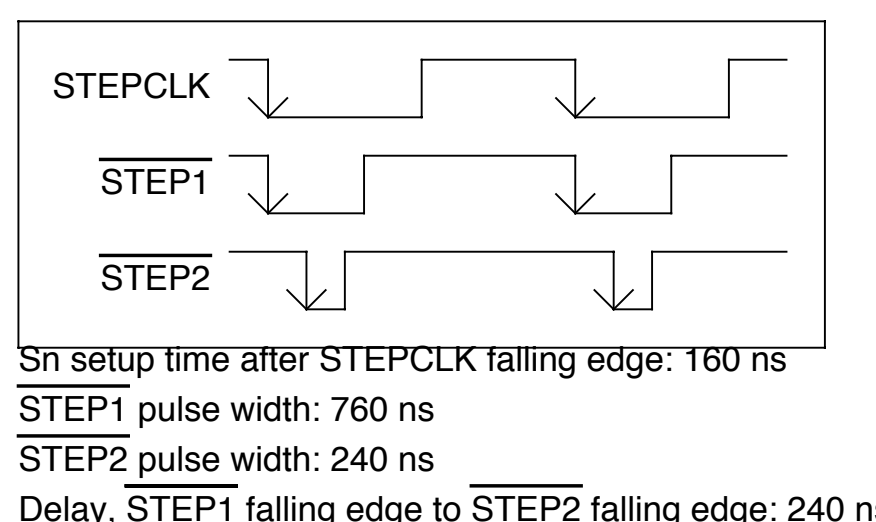 STEPCLK
STEP1
STEP2
Sn setup time after STEPCLK falling edge: 160 ns
STEP1 pulse width: 760 ns
STEP2 pulse width: 240 ns
Delay, STEP1 falling edge to STEP2 falling edge: 240 ns